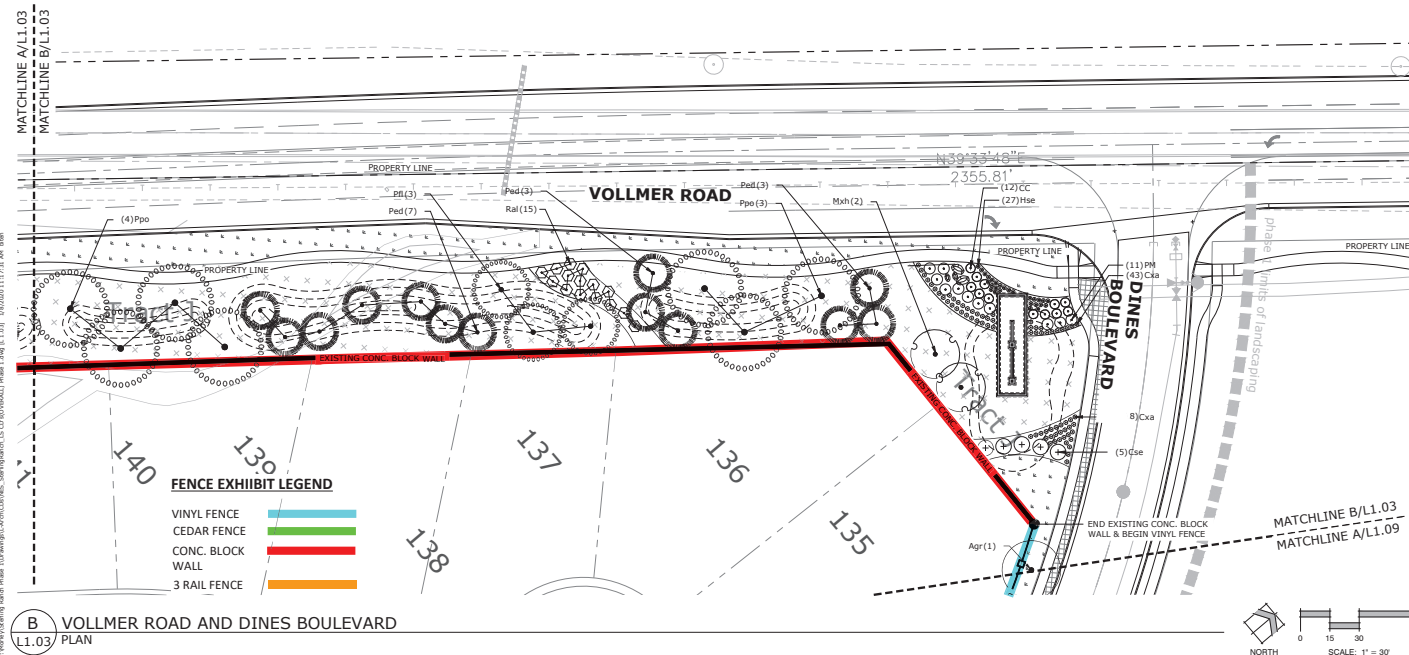 MATCHLINE A/L1.03
MATCHLINE B/L1.03
PROPERTY LINE
N39°33'48"E
2355.81'
VOLLMER ROAD
(4)Ppo
Pfl(3)
Ped(7)
Ped(3)
Ral(15)
Ped(3)
Ppo(3)
Mxh(2)
(12)CC
(27)Hse
PROPERTY LINE
PROPERTY LINE
PROPERTY LINE
(11)PM
(43)Cxa
DINES
BOULEVARD
phase 1 limits of landscaping
Tract
EXISTING CONC. BLOCK WALL
EXISTING CONC. BLOCK WALL
Tract
8)Cxa
(5)Cse
140
139
137
136
138
135
FENCE EXHIIBIT LEGEND
VINYL FENCE
CEDAR FENCE
CONC. BLOCK
WALL
3 RAIL FENCE
END EXISTING CONC. BLOCK
WALL & BEGIN VINYL FENCE
Agr(1)
MATCHLINE B/L1.03
MATCHLINE A/L1.09
B
L1.03
VOLLMER ROAD AND DINES BOULEVARD
PLAN
NORTH
0 15 30
SCALE: 1" = 30'